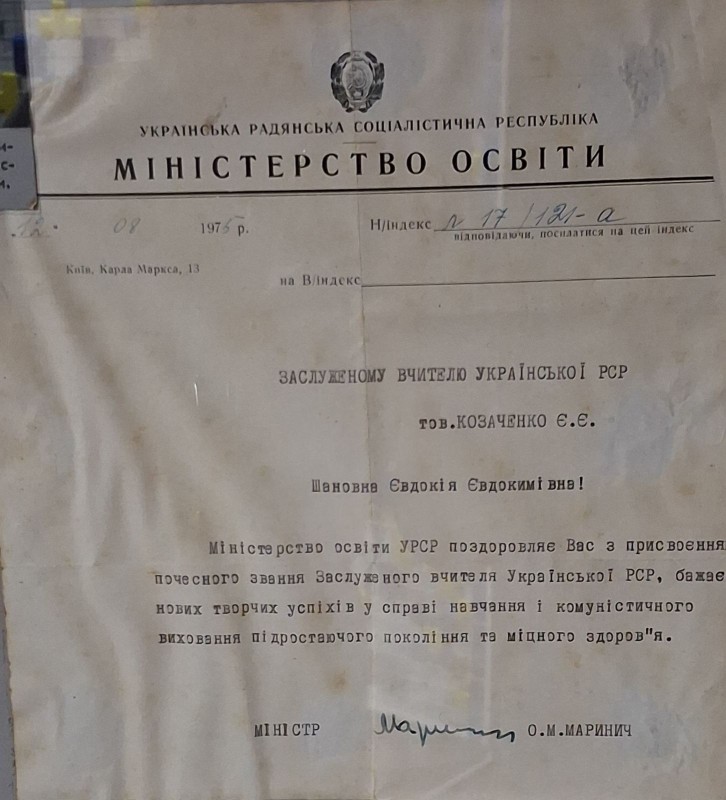 УКРАЇНСЬКА РАДЯНСЬКА СОЦІАЛІСТИЧНА РЕСПУБЛІКА
МІНІСТЕРСТВО ОСВІТИ
12. 08 1975 р.
Н/індекс № 17/121-а
відповідаючи, посилатися на цей індекс
Київ, Карла Маркса, 13
на В/індекс
ЗАСЛУЖЕНОМУ ВЧИТЕЛЮ УКРАЇНСЬКОЇ РСР
тов.КОЗАЧЕНКО Є.Є.
Шановна Євдокія Євдокимівна!
Міністерство освіти УРСР поздоровляє Вас з присвоєння
почесного звання Заслуженого вчителя Української РСР, бажає
нових творчих успіхів у справі навчання і комуністичного
виховання підростаючого покоління та міцного здоров"я.
МІНІСТР О.М.МАРИНИЧ